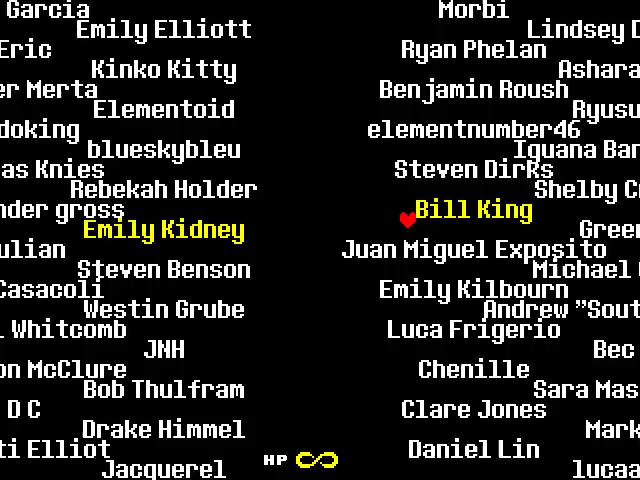 Garcia
Morbi
Emily Elliott
Lindsey D
Eric
Ryan Phelan
Kinko Kitty
Ashara
er Merta
Benjamin Roush
Elementoid
Ryusu
doking
elementnumber46
blueskybleu
Iguana Bar
as Knies
Steven DirRs
Rebekah Holder
Shelby C
nder gross
Bill King
Emily Kidney
Green
ulian
Juan Miguel Exposito
Steven Benson
Michael
Casacoli
Emily Kilbourn
Westin Grube
Andrew "Sout
Whitcomb
Luca Frigerio
JNH
Bec
on McClure
Chenille
Bob Thulfram
Sara Mas
D C
Clare Jones
Drake Himmel
Mark
ti Elliot
Daniel Lin
Jacquerel
lucaa
HP ∞